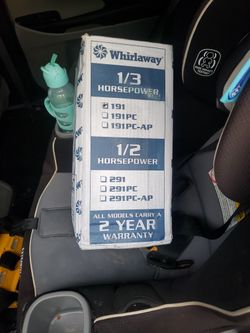 Whirlaway
1/3
HORSEPOWER
191
191PC
191PC-AP
1/2
HORSEPOWER
291
291PC
291PC-AP
ALL MODELS CARRY A
2 YEAR
WARRANTY